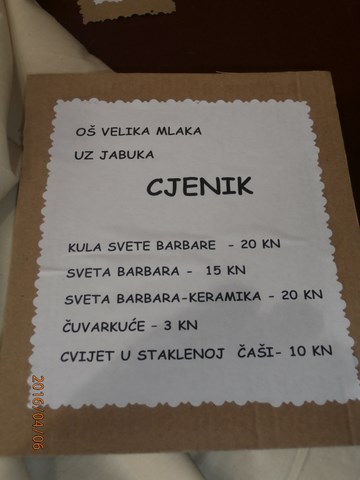 OŠ VELIKA MLAKA
UZ JABUKA
CJENIK
KULA SVETE BARBARE - 20 KN
SVETA BARBARA - 15 KN
SVETA BARBARA-KERAMIKA - 20 KN
ČUVARKUĆE - 3 KN
CVIJET U STAKLENOJ ČAŠI- 10 KN
2016/04/06